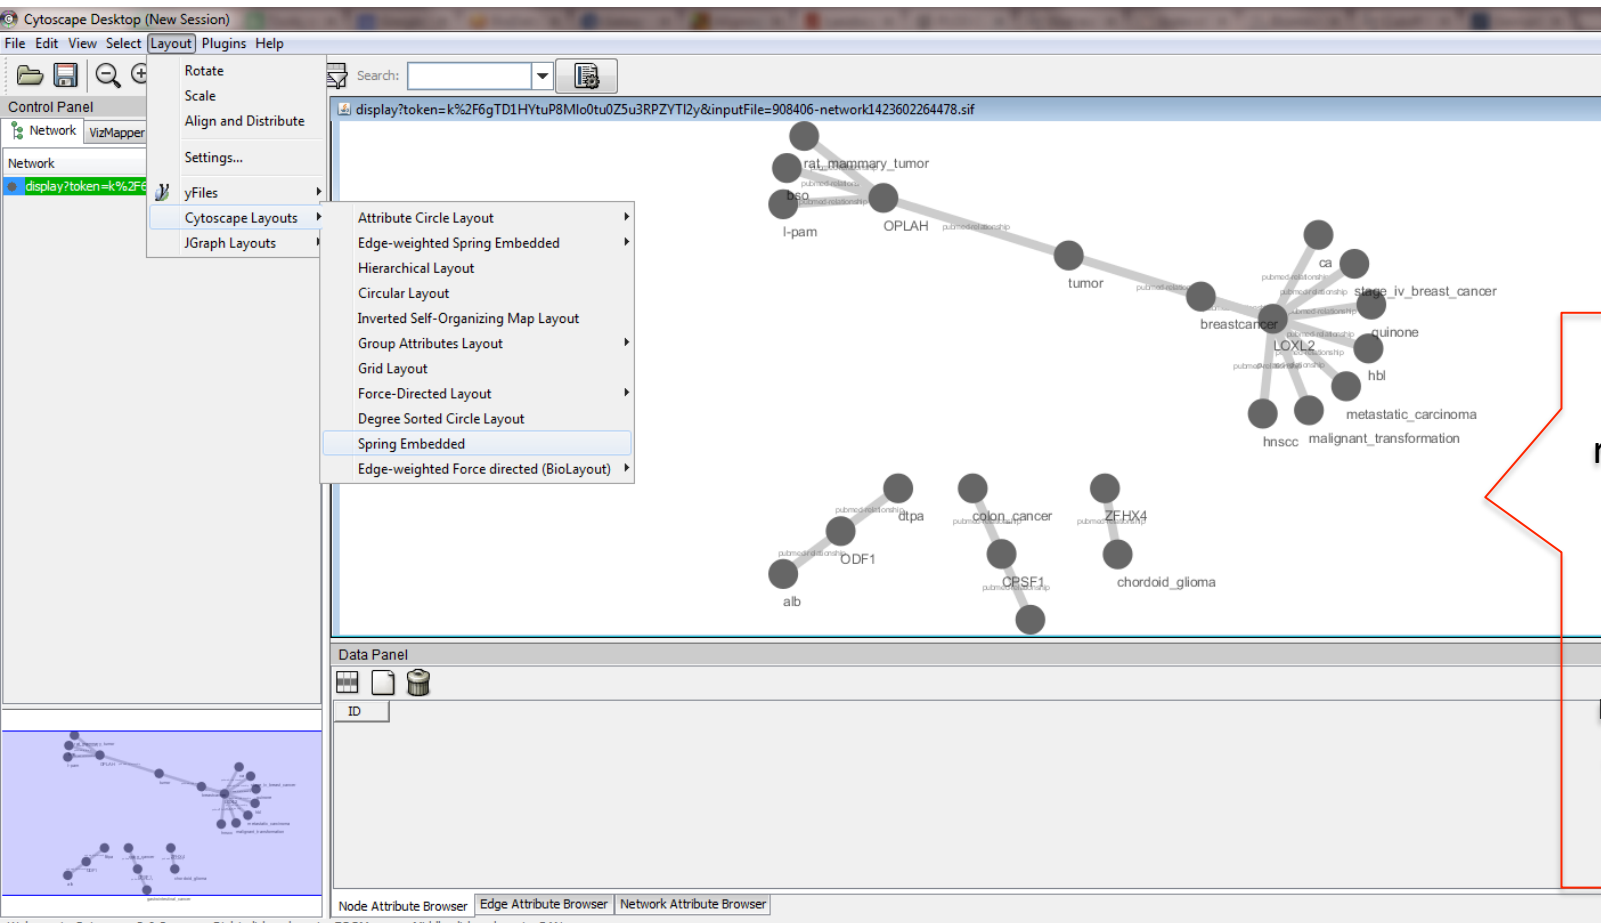 Cytoscape Desktop (New Session)
File Edit View Select Layout Plugins Help
Search:
Control Panel
Network VizMapper
Network
display?token=k%2F6
Rotate
Scale
Align and Distribute
Settings...
yFiles
Cytoscape Layouts
JGraph Layouts
Attribute Circle Layout
Edge-weighted Spring Embedded
Hierarchical Layout
Circular Layout
Inverted Self-Organizing Map Layout
Group Attributes Layout
Grid Layout
Force-Directed Layout
Degree Sorted Circle Layout
Spring Embedded
Edge-weighted Force directed (BioLayout)
display?token=k%2F6gTD1HYtuP8MIo0tu0Z5u3RPZYTI2y&inputFile=908406-network1423602264478.sif
rat_mammary_tumor
bso
l-pam
OPLAH
pubmed-relationship
tumor
breastcancer
LOXL2
ca
stage_iv_breast_cancer
quinone
hbl
metastatic_carcinoma
malignant_transformation
hnscc
dtpa
ODF1
alb
colon_cancer
CPSF1
ZFHX4
chordoid_glioma
Data Panel
ID
Node Attribute Browser Edge Attribute Browser Network Attribute Browser